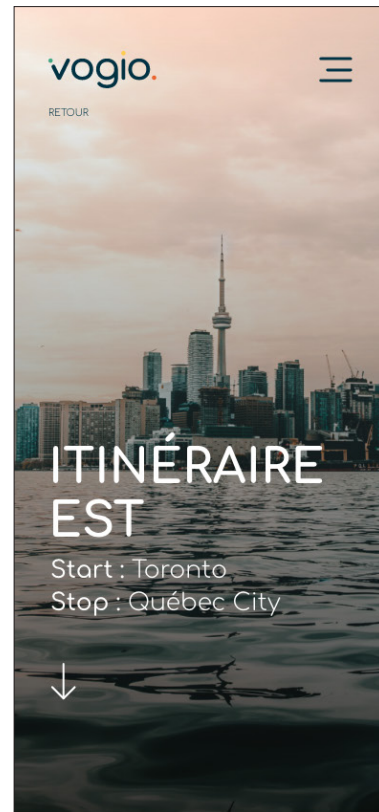 vogio.
RETOUR
ITINÉRAIRE
EST
Start : Toronto
Stop : Québec City